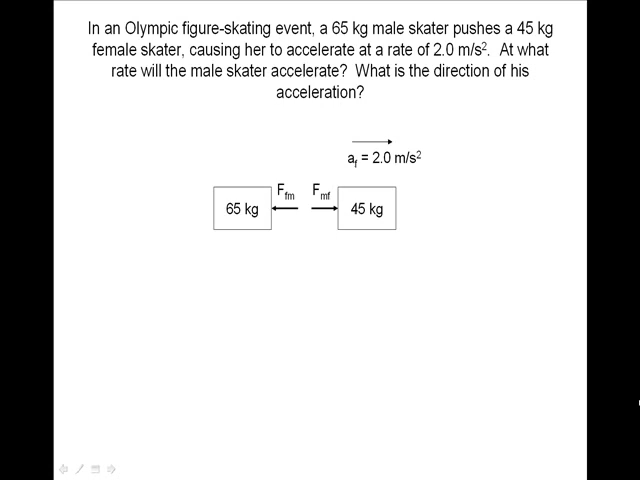 In an Olympic figure-skating event, a 65 kg male skater pushes a 45 kg
female skater, causing her to accelerate at a rate of 2.0 m/s². At what
rate will the male skater accelerate? What is the direction of his
acceleration?
af = 2.0 m/s²
Ffm Fmf
65 kg 45 kg